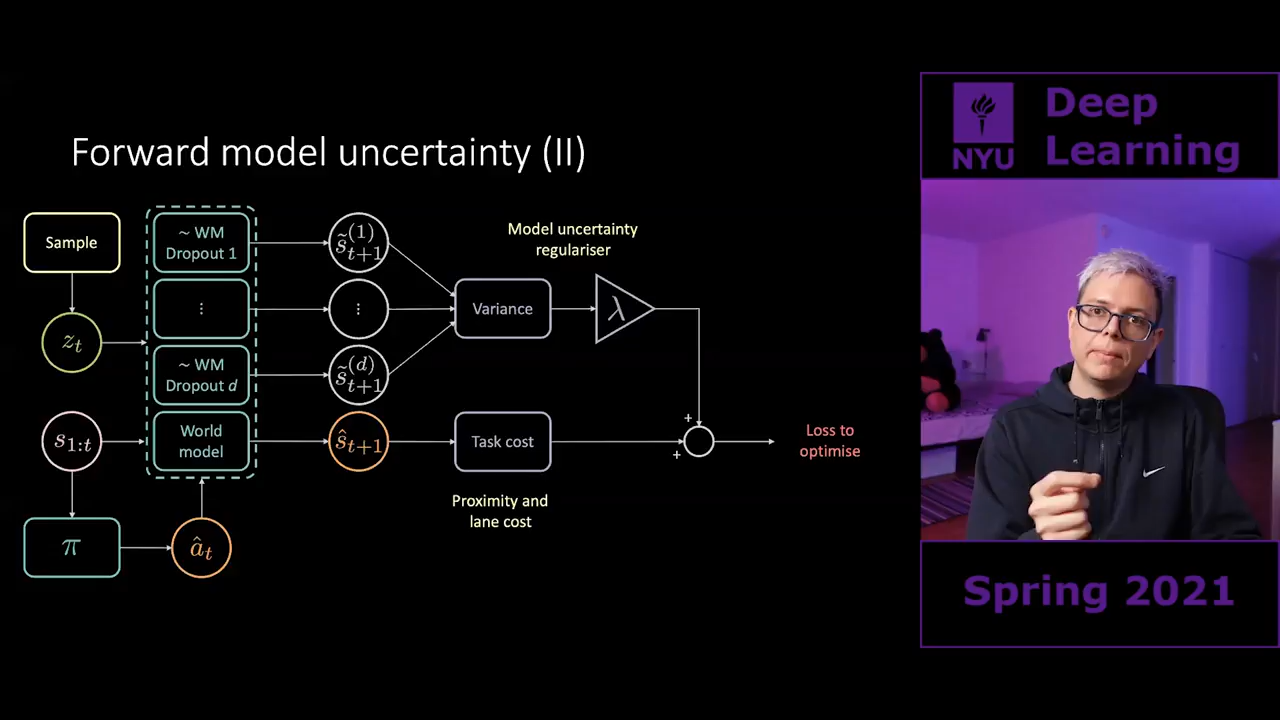 Forward model uncertainty (II)
Sample
z_t
s_{1:t}
π
â_t
~ WM
Dropout 1
⋮
~ WM
Dropout d
World
model
s̃_{t+1}^{(1)}
⋮
s̃_{t+1}^{(d)}
ŝ_{t+1}
Variance
Model uncertainty
regulariser
λ
Task cost
Proximity and
lane cost
+
+
Loss to
optimise
NYU
Deep
Learning
Spring 2021